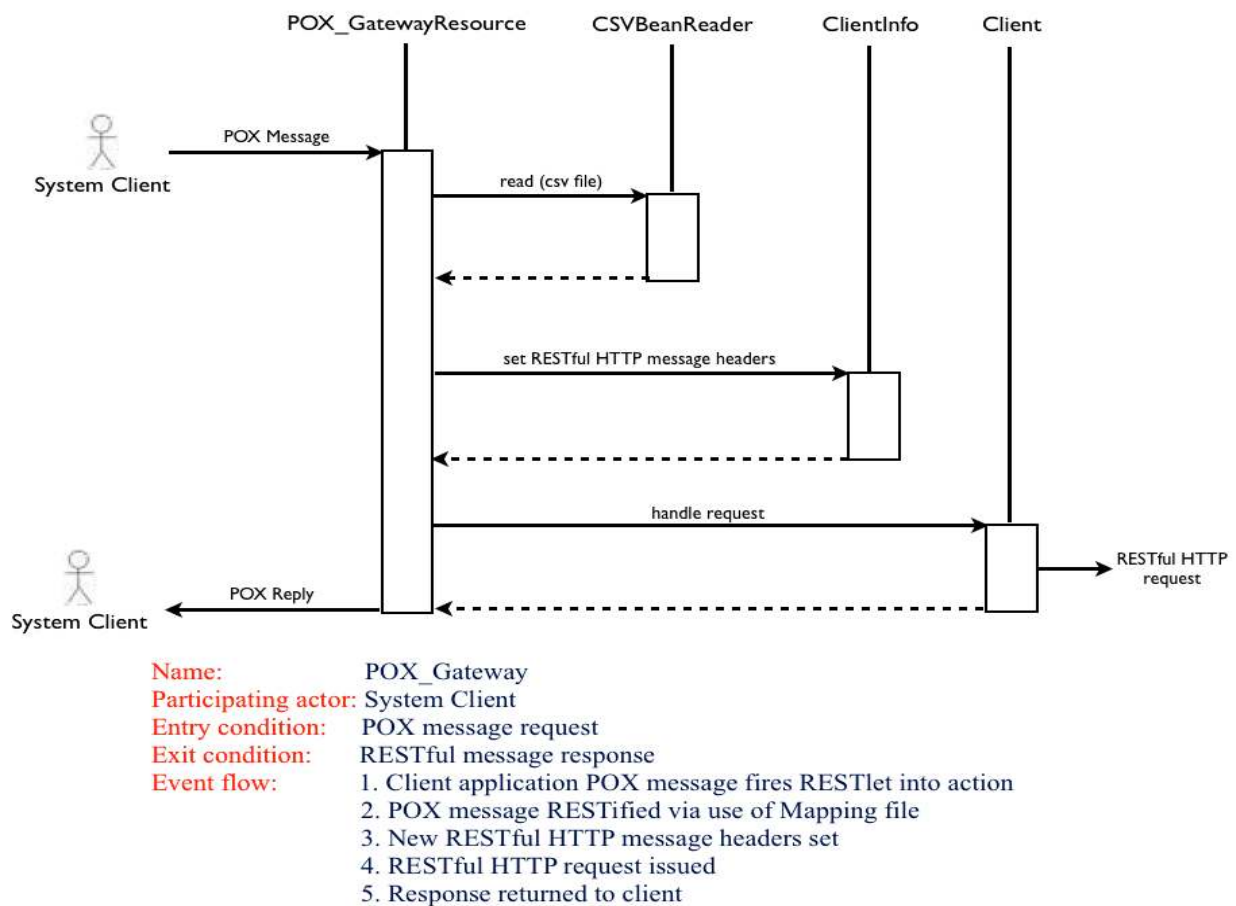 POX_GatewayResource CSVBeanReader ClientInfo Client
POX Message
System Client
read (csv file)
set RESTful HTTP message headers
handle request
RESTful HTTP
request
POX Reply
System Client
Name: POX_Gateway
Participating actor: System Client
Entry condition: POX message request
Exit condition: RESTful message response
Event flow: 1. Client application POX message fires RESTlet into action
2. POX message RESTified via use of Mapping file
3. New RESTful HTTP message headers set
4. RESTful HTTP request issued
5. Response returned to client